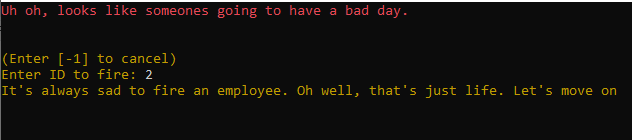 Uh oh, looks like someones going to have a bad day.
(Enter [-1] to cancel)
Enter ID to fire: 2
It's always sad to fire an employee. Oh well, that's just life. Let's move on